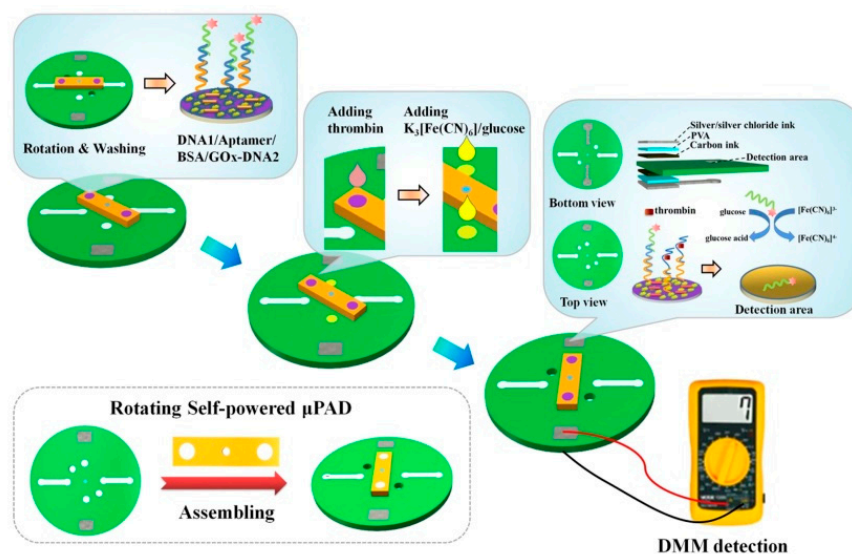 Rotation & Washing
DNA1/Aptamer/
BSA/GOx-DNA2
Adding
thrombin
Adding
K₃[Fe(CN)₆]/glucose
Silver/silver chloride ink
PVA
Carbon ink
Detection area
Bottom view
thrombin
glucose
[Fe(CN)₆]³⁻
glucose acid
[Fe(CN)₆]⁴⁻
Top view
Detection area
Rotating Self-powered μPAD
Assembling
DMM detection